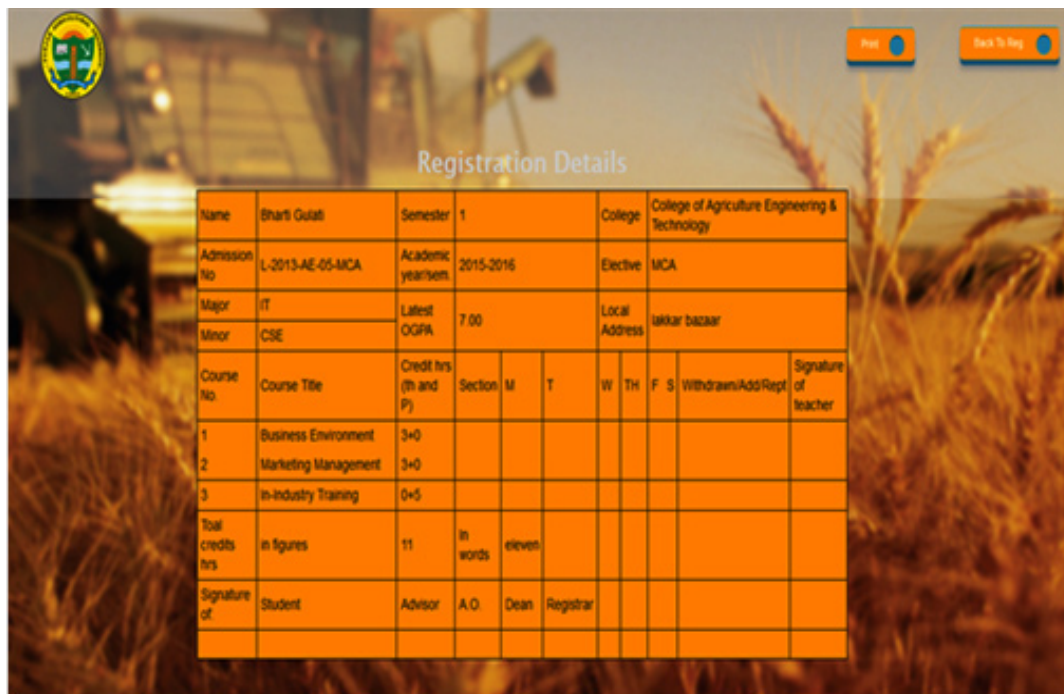 Print
Back To Reg
Registration Details
Name Bharti Gulati Semester 1 College College of Agriculture Engineering &
Technology
Admission
No L-2013-AE-05-MCA Academic
year/sem. 2015-2016 Elective MCA
Major IT Latest
OGPA 7.00 Local
Address lakkar bazaar
Minor CSE
Course
No. Course Title Credit hrs
(th and
P) Section M T W TH F S Withdrawn/Add/Rept Signature
of
teacher
1 Business Environment 3+0
2 Marketing Management 3+0
3 In-Industry Training 0+5
Toal
credits
hrs in figures 11 In
words eleven
Signature
of. Student Advisor A.O. Dean Registrar